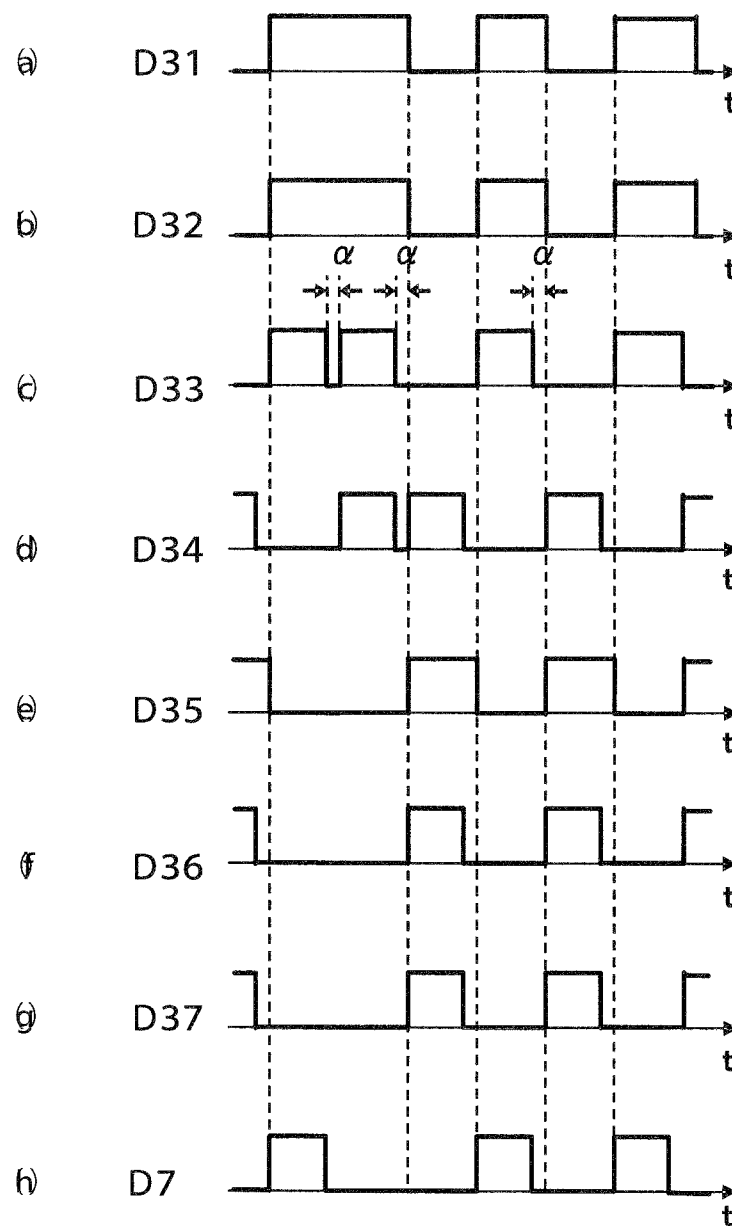 (a) D31
t
(b) D32
t
α α α
(c) D33
t
(d) D34
t
(e) D35
t
(f) D36
t
(g) D37
t
(h) D7
t